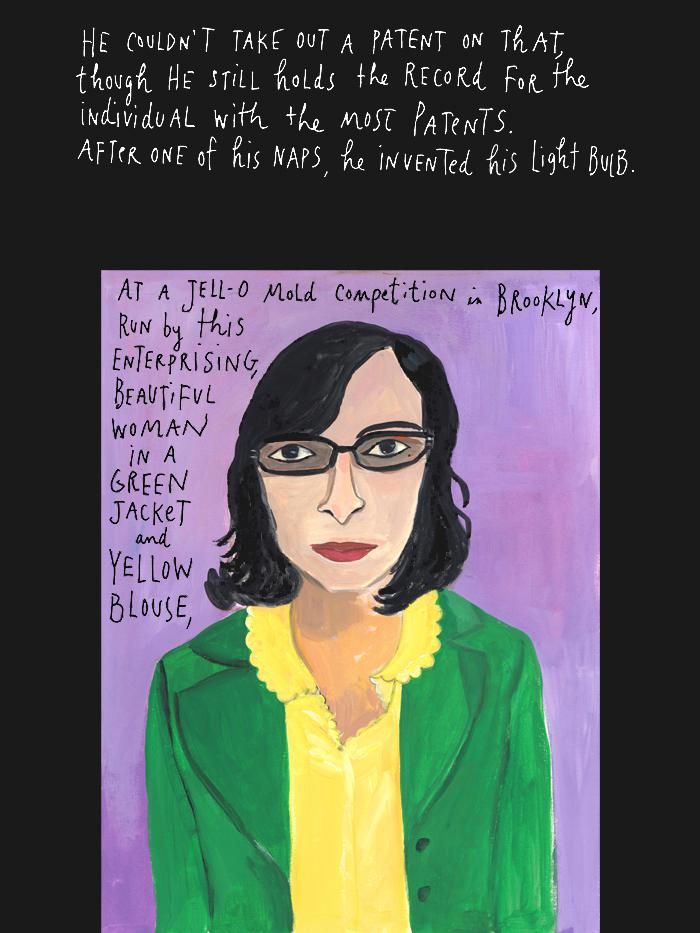 HE COULDN'T TAKE OUT A PATENT ON THAT,
though HE STILL holds the RECORD FOR the
individUAL with the MOST PATENTS.
AFTER ONE of his NAPS, he INVENTED his Light BULB.
AT A JELL-O MOLD COMPETITION in BROOKLYN,
RUN by this
ENTERPRISING,
BEAUTIFUL
WOMAN
IN A
GREEN
JACKET
and
YELLOW
BLOUSE,